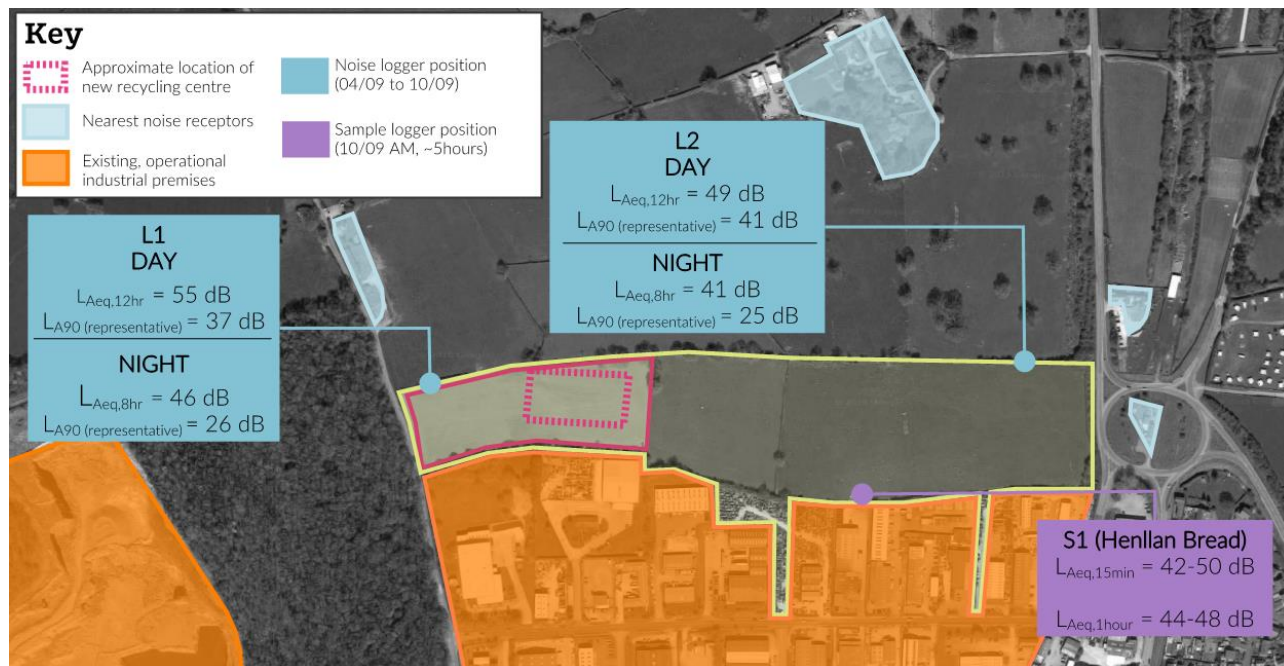 Key
Approximate location of
new recycling centre
Nearest noise receptors
Existing, operational
industrial premises
Noise logger position
(04/09 to 10/09)
Sample logger position
(10/09 AM, ~5hours)
L1
DAY
LAeq,12hr = 55 dB
LA90 (representative) = 37 dB
NIGHT
LAeq,8hr = 46 dB
LA90 (representative) = 26 dB
L2
DAY
LAeq,12hr = 49 dB
LA90 (representative) = 41 dB
NIGHT
LAeq,8hr = 41 dB
LA90 (representative) = 25 dB
S1 (Henllan Bread)
LAeq,15min = 42-50 dB
LAeq,1hour = 44-48 dB